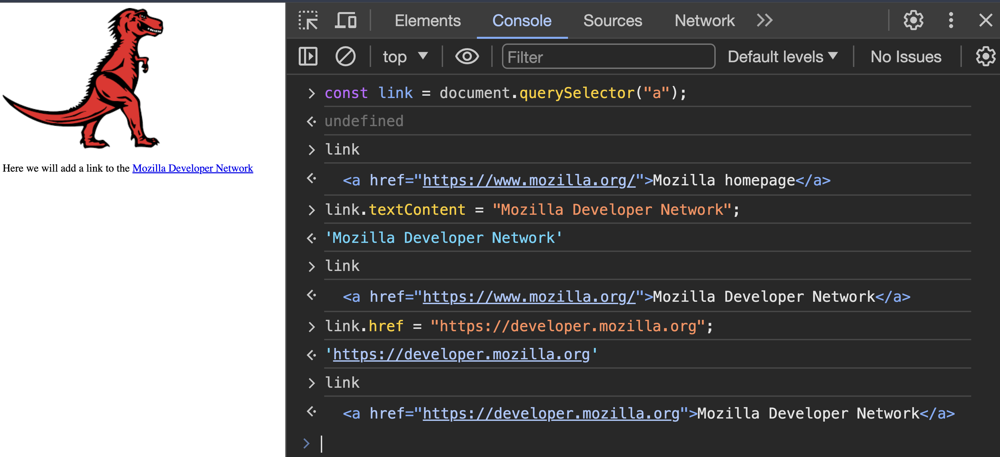 Here we will add a link to the Mozilla Developer Network
Elements Console Sources Network
top Filter Default levels No Issues
const link = document.querySelector("a");
undefined
link
<a href="https://www.mozilla.org/">Mozilla homepage</a>
link.textContent = "Mozilla Developer Network";
'Mozilla Developer Network'
link
<a href="https://www.mozilla.org/">Mozilla Developer Network</a>
link.href = "https://developer.mozilla.org";
'https://developer.mozilla.org'
link
<a href="https://developer.mozilla.org">Mozilla Developer Network</a>